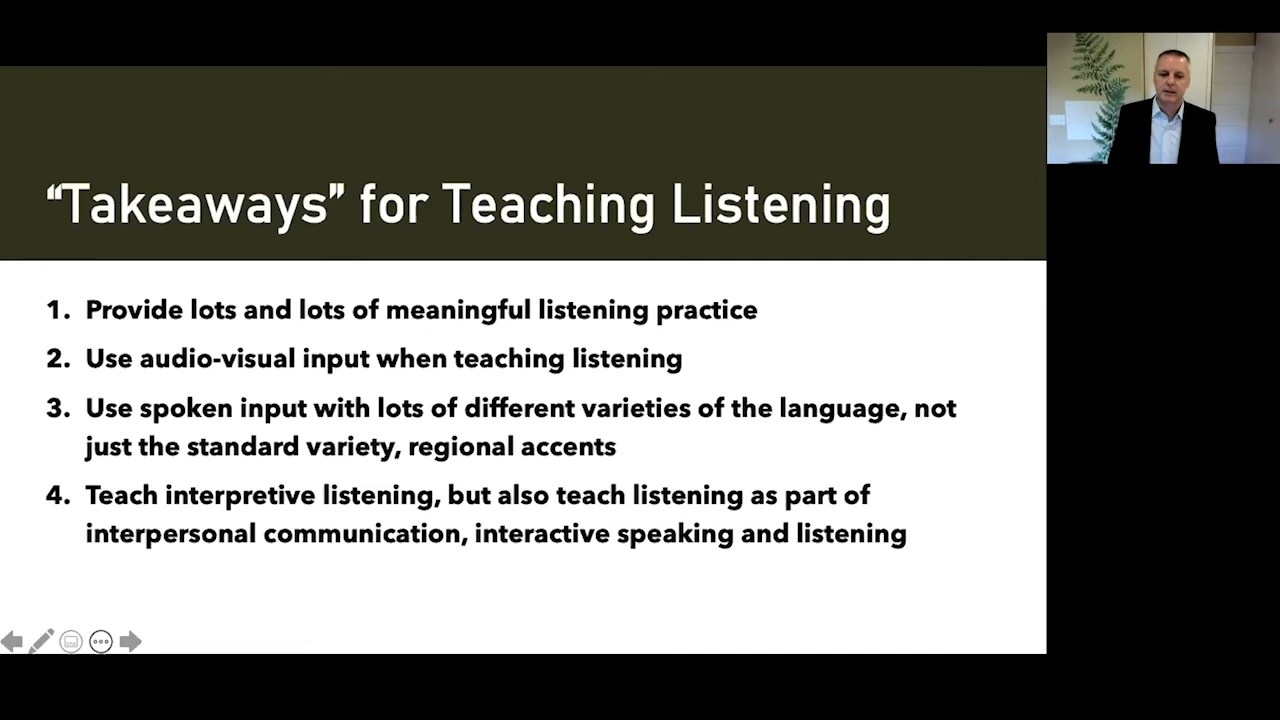 “Takeaways” for Teaching Listening
1. Provide lots and lots of meaningful listening practice
2. Use audio-visual input when teaching listening
3. Use spoken input with lots of different varieties of the language, not
just the standard variety, regional accents
4. Teach interpretive listening, but also teach listening as part of
interpersonal communication, interactive speaking and listening